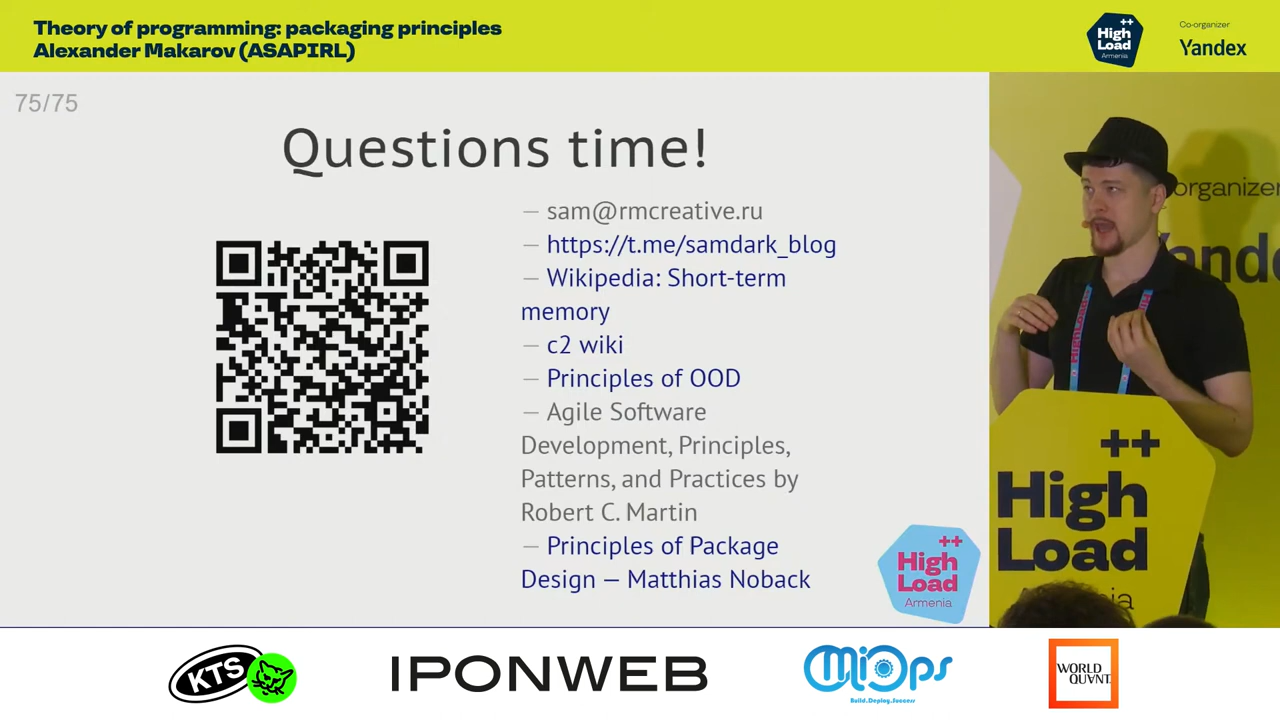 Theory of programming: packaging principles
Alexander Makarov (ASAPIRL)
++
High
Load
Armenia
Co-organizer
Yandex
75/75
Questions time!
— sam@rmcreative.ru
— https://t.me/samdark_blog
— Wikipedia: Short-term
memory
— c2 wiki
— Principles of OOD
— Agile Software
Development, Principles,
Patterns, and Practices by
Robert C. Martin
— Principles of Package
Design — Matthias Noback
++
High
Load
Armenia
organizer
ande
++
High
Load
KTS
IPONWEB
MiOps
Build.Deploy.Success
WORLD
QUANT